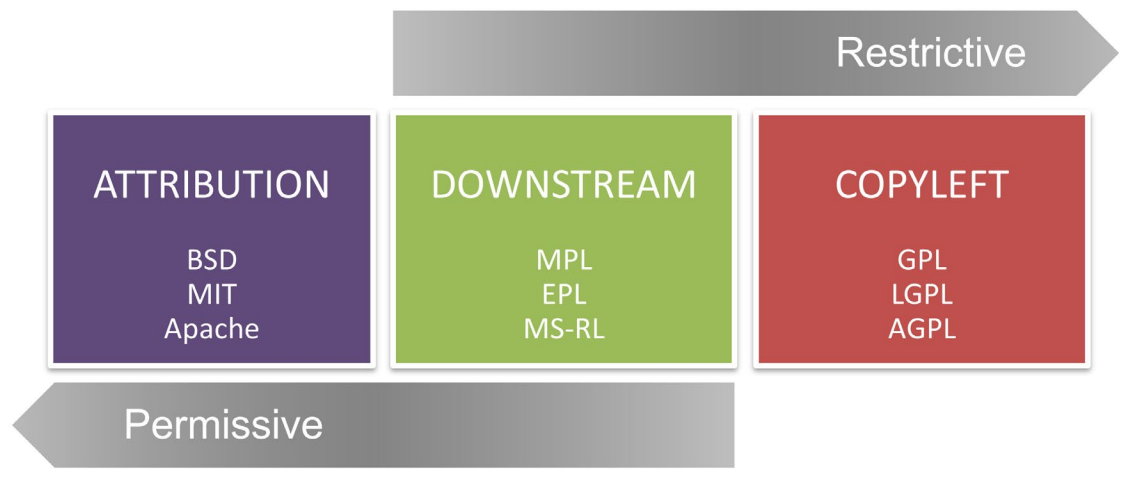 Restrictive
ATTRIBUTION
BSD
MIT
Apache
DOWNSTREAM
MPL
EPL
MS-RL
COPYLEFT
GPL
LGPL
AGPL
Permissive